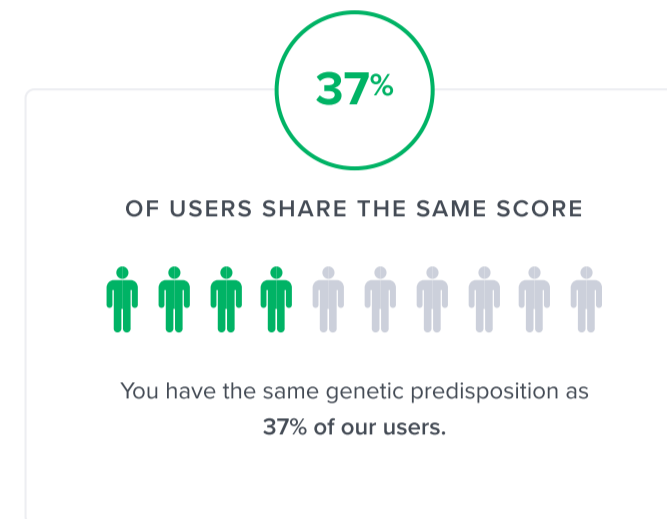 37%
OF USERS SHARE THE SAME SCORE
You have the same genetic predisposition as
37% of our users.